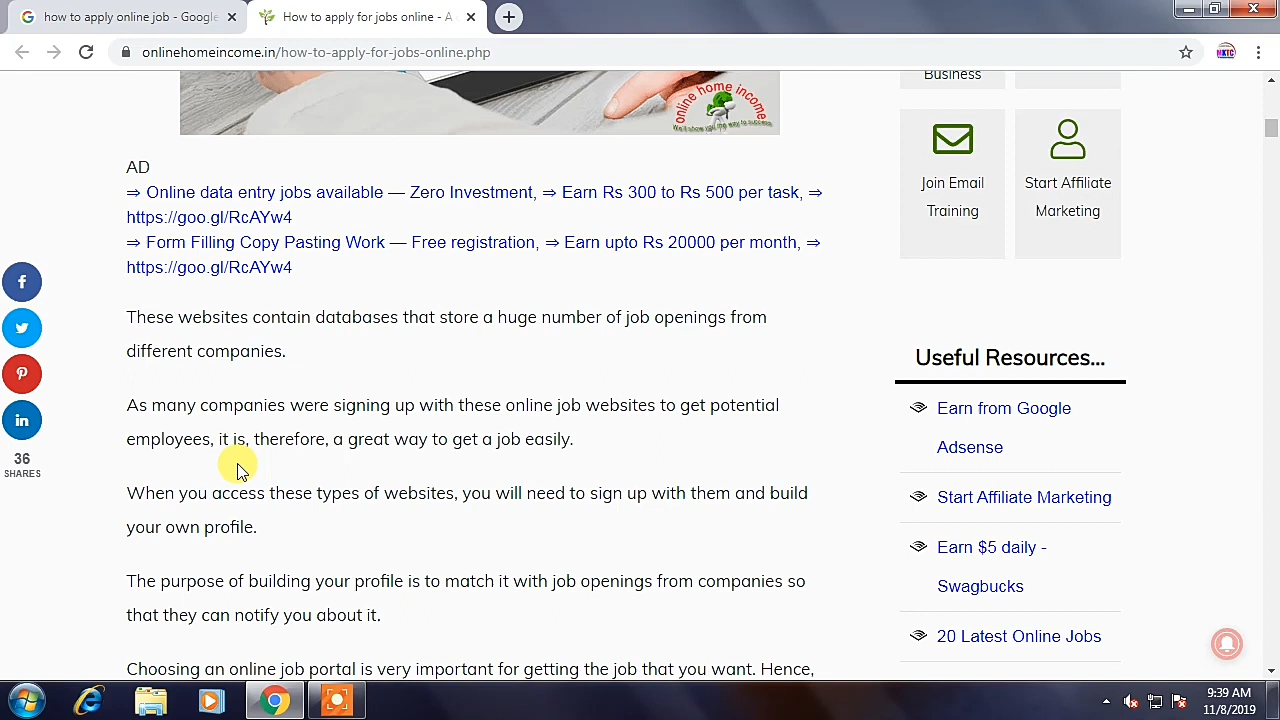 how to apply online job - Google
How to apply for jobs online - A
onlinehomeincome.in/how-to-apply-for-jobs-online.php
MKTC
online home income
We'll show you the way to success
AD
⇒ Online data entry jobs available — Zero Investment, ⇒ Earn Rs 300 to Rs 500 per task, ⇒
https://goo.gl/RcAYw4
⇒ Form Filling Copy Pasting Work — Free registration, ⇒ Earn upto Rs 20000 per month, ⇒
https://goo.gl/RcAYw4
These websites contain databases that store a huge number of job openings from
different companies.
As many companies were signing up with these online job websites to get potential
employees, it is, therefore, a great way to get a job easily.
When you access these types of websites, you will need to sign up with them and build
your own profile.
The purpose of building your profile is to match it with job openings from companies so
that they can notify you about it.
Choosing an online job portal is very important for getting the job that you want. Hence,
36
SHARES
Business
Join Email
Training
Start Affiliate
Marketing
Useful Resources...
Earn from Google
Adsense
Start Affiliate Marketing
Earn $5 daily -
Swagbucks
20 Latest Online Jobs
9:39 AM
11/8/2019